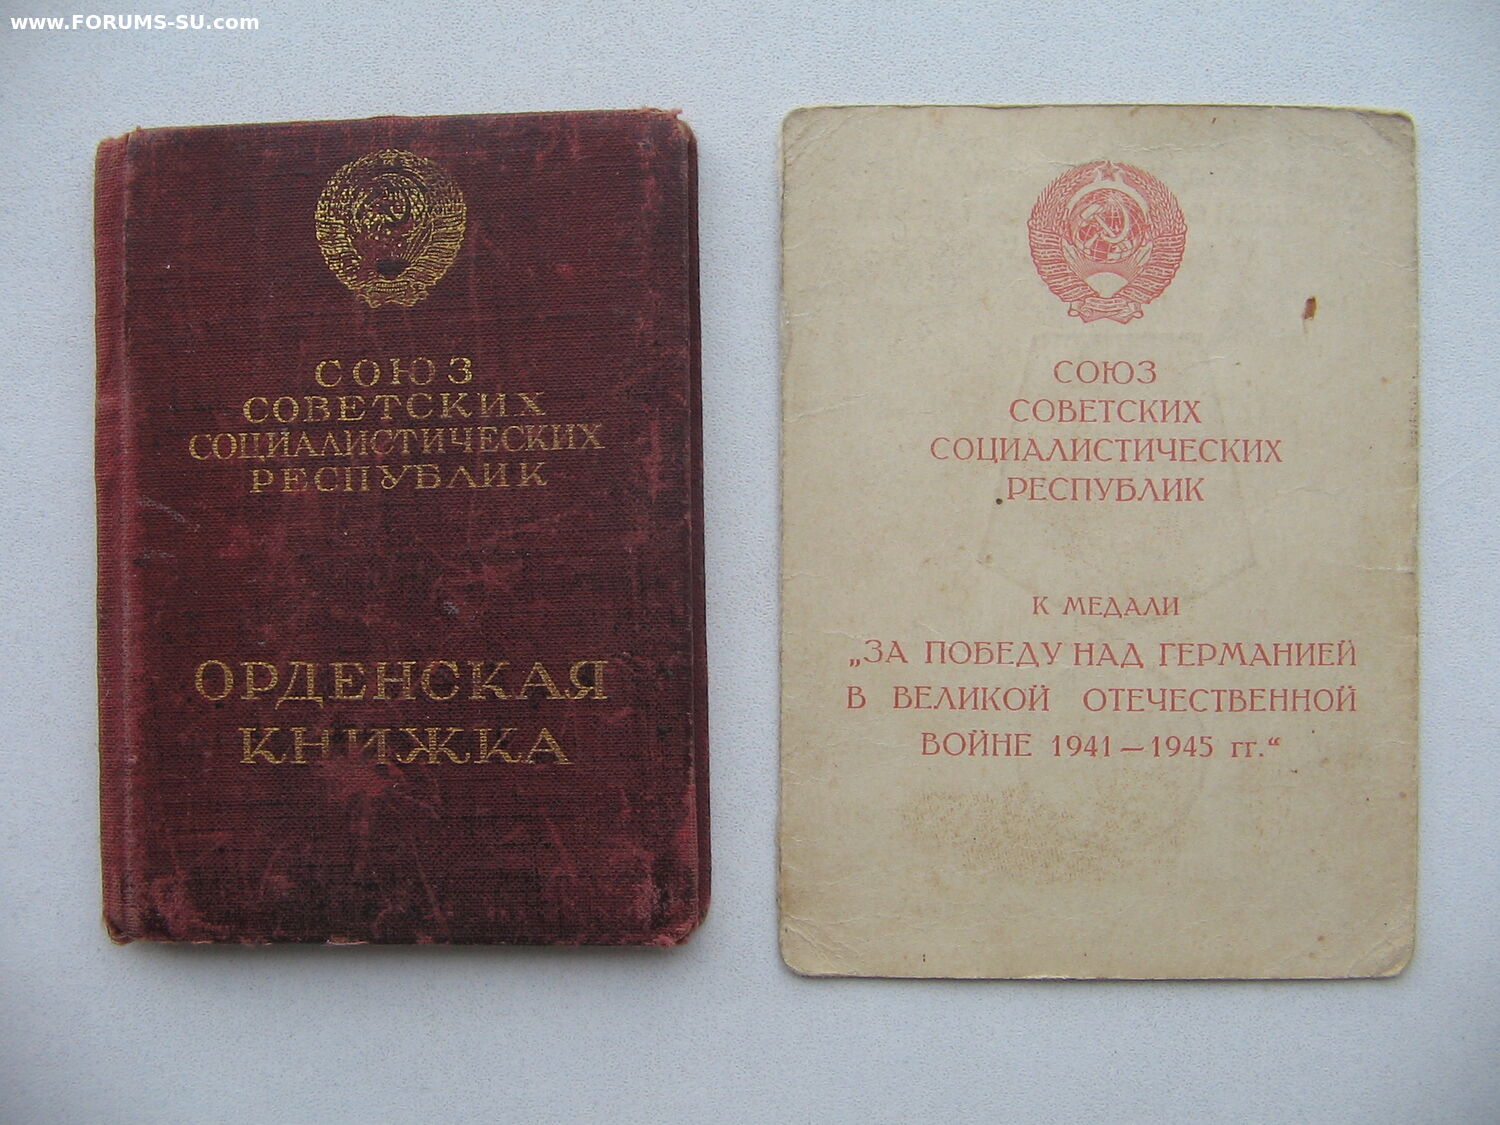 www.FORUMS-SU.com
СОЮЗ
СОВЕТСКИХ
СОЦИАЛИСТИЧЕСКИХ
РЕСПУБЛИК
ОРДЕНСКАЯ
КНИЖКА
СОЮЗ
СОВЕТСКИХ
СОЦИАЛИСТИЧЕСКИХ
РЕСПУБЛИК
К МЕДАЛИ
„ЗА ПОБЕДУ НАД ГЕРМАНИЕЙ
В ВЕЛИКОЙ ОТЕЧЕСТВЕННОЙ
ВОЙНЕ 1941 — 1945 гг.“